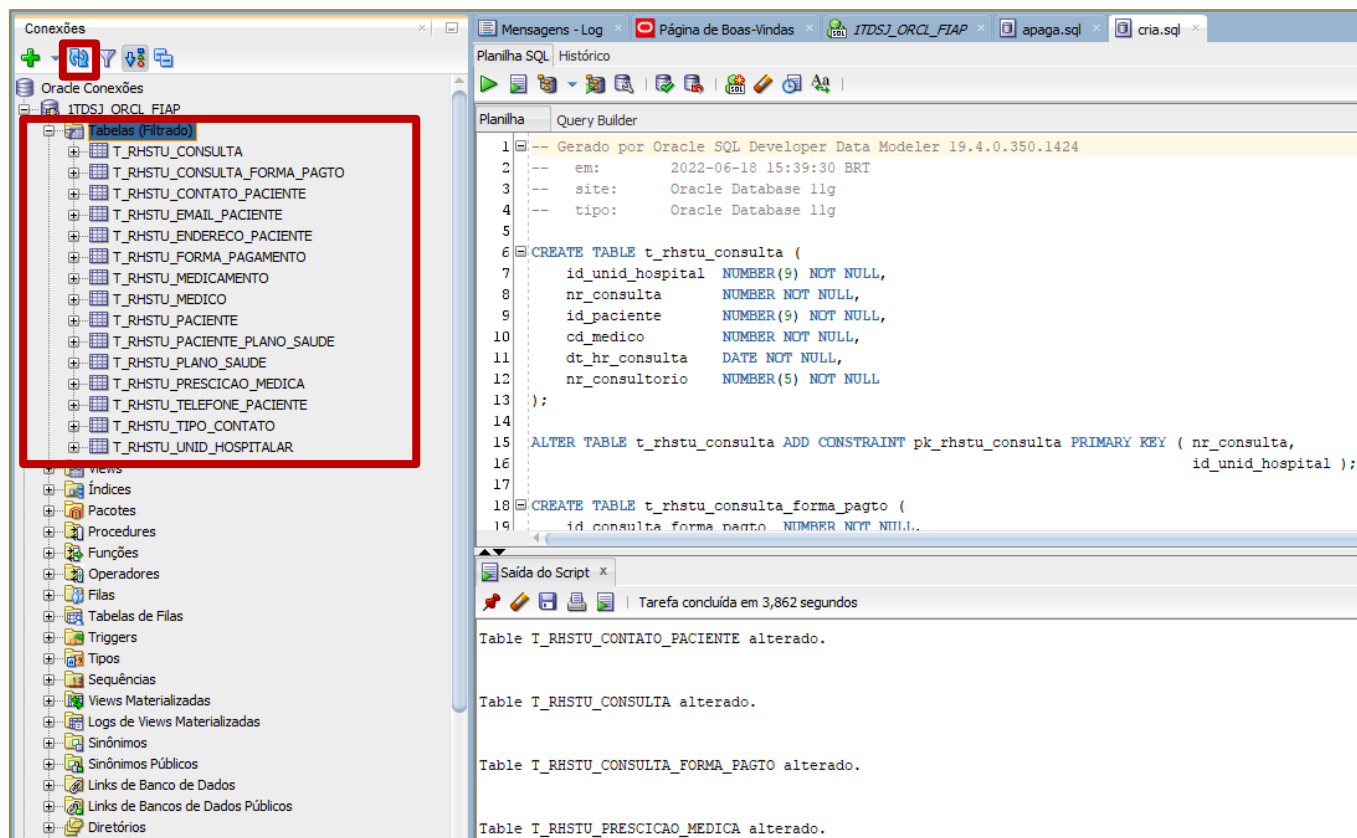 Conexões
Oracle Conexões
1TDSJ_ORCL_FIAP
Tabelas (Filtrado)
T_RHSTU_CONSULTA
T_RHSTU_CONSULTA_FORMA_PAGTO
T_RHSTU_CONTATO_PACIENTE
T_RHSTU_EMAIL_PACIENTE
T_RHSTU_ENDERECO_PACIENTE
T_RHSTU_FORMA_PAGAMENTO
T_RHSTU_MEDICAMENTO
T_RHSTU_MEDICO
T_RHSTU_PACIENTE
T_RHSTU_PACIENTE_PLANO_SAUDE
T_RHSTU_PLANO_SAUDE
T_RHSTU_PRESCICAO_MEDICA
T_RHSTU_TELEFONE_PACIENTE
T_RHSTU_TIPO_CONTATO
T_RHSTU_UNID_HOSPITALAR
Views
Índices
Pacotes
Procedures
Funções
Operadores
Filas
Tabelas de Filas
Triggers
Tipos
Sequências
Views Materializadas
Logs de Views Materializadas
Sinônimos
Sinônimos Públicos
Links de Banco de Dados
Links de Bancos de Dados Públicos
Diretórios
Mensagens - Log Página de Boas-Vindas 1TDSJ_ORCL_FIAP apaga.sql cria.sql
Planilha SQL Histórico
Planilha Query Builder
1 -- Gerado por Oracle SQL Developer Data Modeler 19.4.0.350.1424
2 -- em: 2022-06-18 15:39:30 BRT
3 -- site: Oracle Database 11g
4 -- tipo: Oracle Database 11g
5
6 CREATE TABLE t_rhstu_consulta (
7 id_unid_hospital NUMBER(9) NOT NULL,
8 nr_consulta NUMBER NOT NULL,
9 id_paciente NUMBER(9) NOT NULL,
10 cd_medico NUMBER NOT NULL,
11 dt_hr_consulta DATE NOT NULL,
12 nr_consultorio NUMBER(5) NOT NULL
13 );
14
15 ALTER TABLE t_rhstu_consulta ADD CONSTRAINT pk_rhstu_consulta PRIMARY KEY ( nr_consulta,
16 id_unid_hospital );
17
18 CREATE TABLE t_rhstu_consulta_forma_pagto (
19 id_consulta_forma_pagto NUMBER NOT NULL,
Saída do Script x
Tarefa concluída em 3,862 segundos
Table T_RHSTU_CONTATO_PACIENTE alterado.
Table T_RHSTU_CONSULTA alterado.
Table T_RHSTU_CONSULTA_FORMA_PAGTO alterado.
Table T_RHSTU_PRESCICAO_MEDICA alterado.